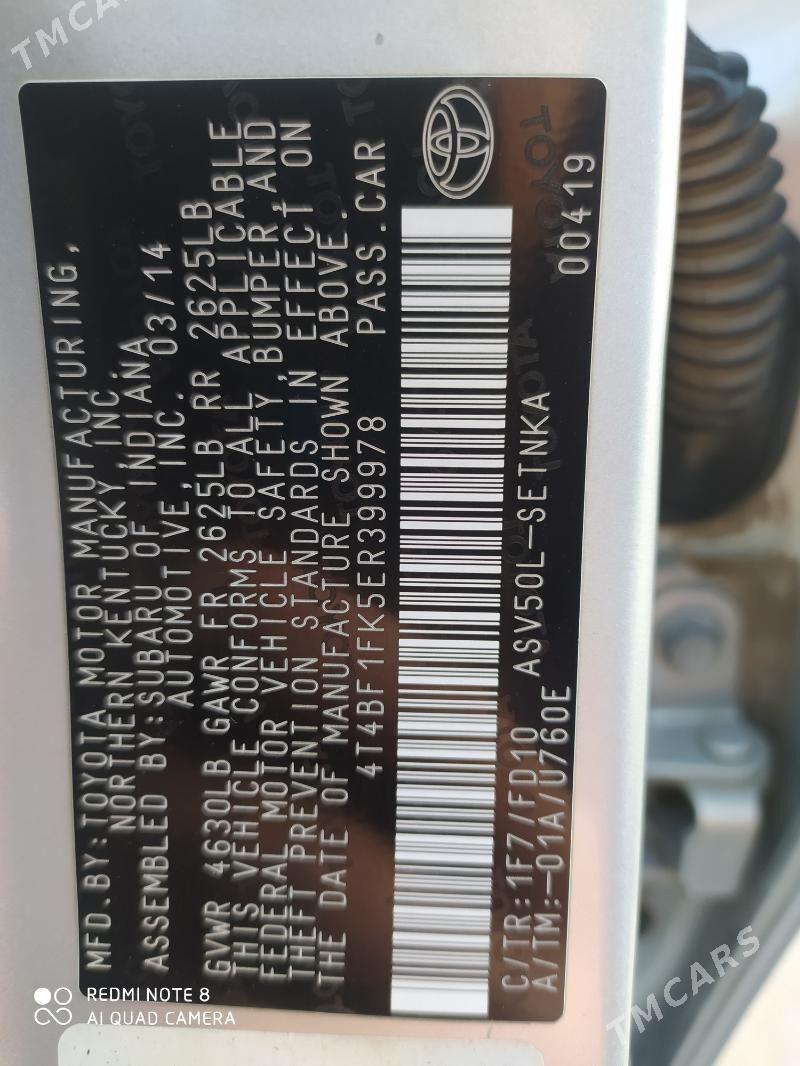 TMCARS
MFD.BY:TOYOTA MOTOR MANUFACTURING,
NORTHERN KENTUCKY,INC.
ASSEMBLED BY:SUBARU OF INDIANA
AUTOMOTIVE,INC. 03/14
GVWR 4630LB GAWR FR 2625LB RR 2625LB
THIS VEHICLE CONFORMS TO ALL APPLICABLE
FEDERAL MOTOR VEHICLE SAFETY,BUMPER,AND
THEFT PREVENTION STANDARDS IN EFFECT ON
THE DATE OF MANUFACTURE SHOWN ABOVE.
4T4BF1FK5ER399978 PASS.CAR
C/TR:1F7/FD10 ASV50L-SETNKA 00419
A/TM:-01A/U760E
TMCARS
TMCARS
REDMI NOTE 8
AI QUAD CAMERA